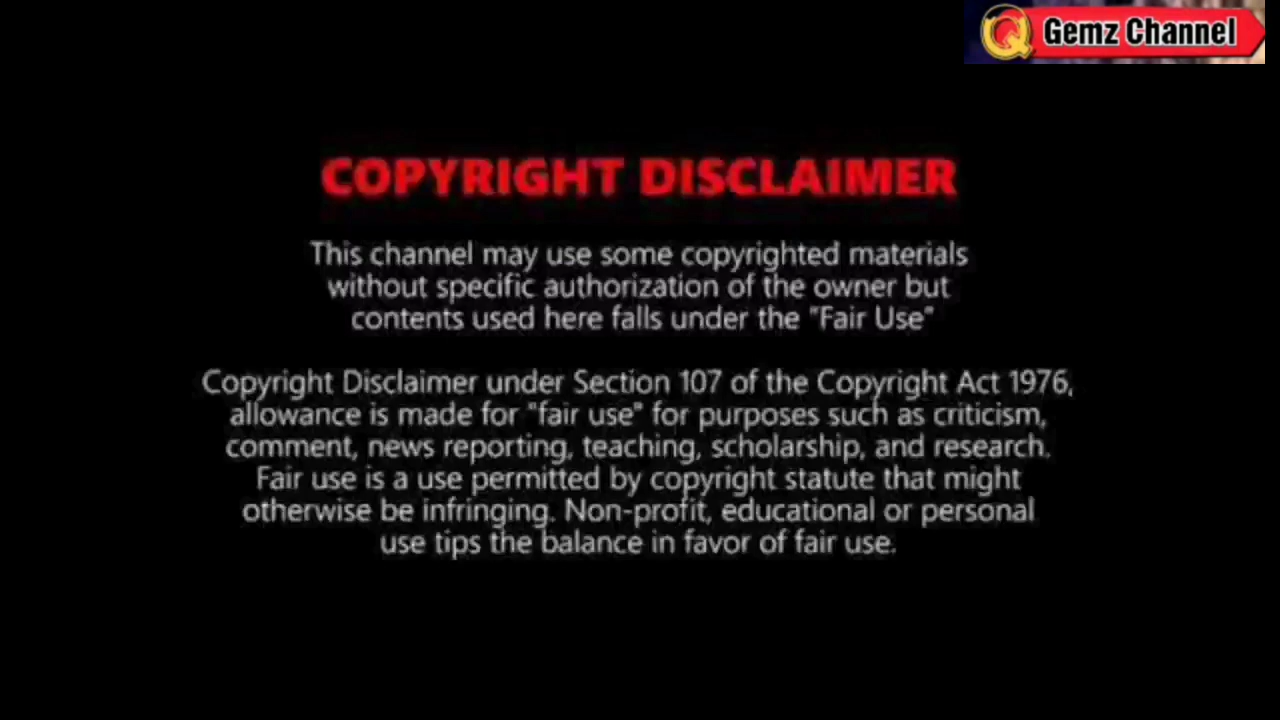 Gemz Channel
COPYRIGHT DISCLAIMER
This channel may use some copyrighted materials
without specific authorization of the owner but
contents used here falls under the "Fair Use"
Copyright Disclaimer under Section 107 of the Copyright Act 1976,
allowance is made for "fair use" for purposes such as criticism,
comment, news reporting, teaching, scholarship, and research.
Fair use is a use permitted by copyright statute that might
otherwise be infringing. Non-profit, educational or personal
use tips the balance in favor of fair use.